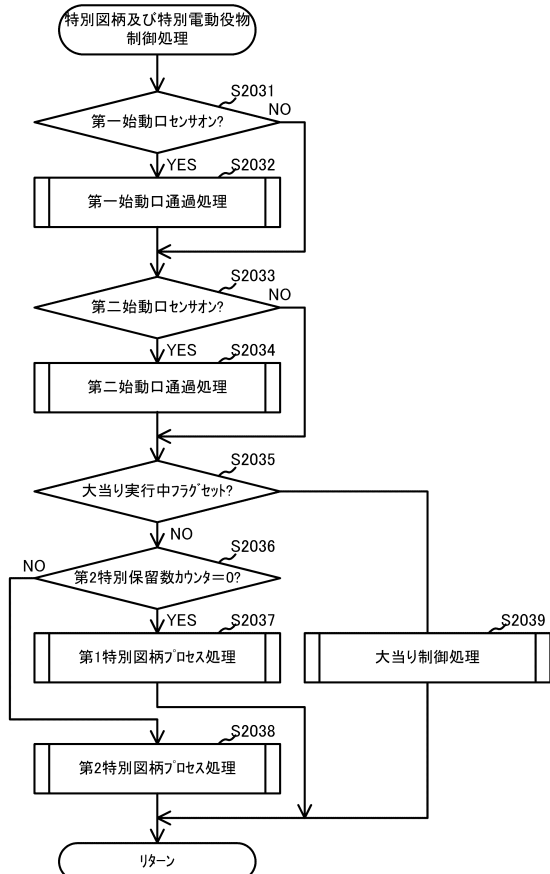 特別図柄及び特別電動役物
制御処理
S2031
第一始動口センサオン?
NO
YES
S2032
第一始動口通過処理
S2033
第二始動口センサオン?
NO
YES
S2034
第二始動口通過処理
S2035
大当り実行中フラグセット?
NO
S2036
NO
第2特別保留数カウンタ=0?
YES
S2037
第1特別図柄プロセス処理
S2039
大当り制御処理
S2038
第2特別図柄プロセス処理
リターン